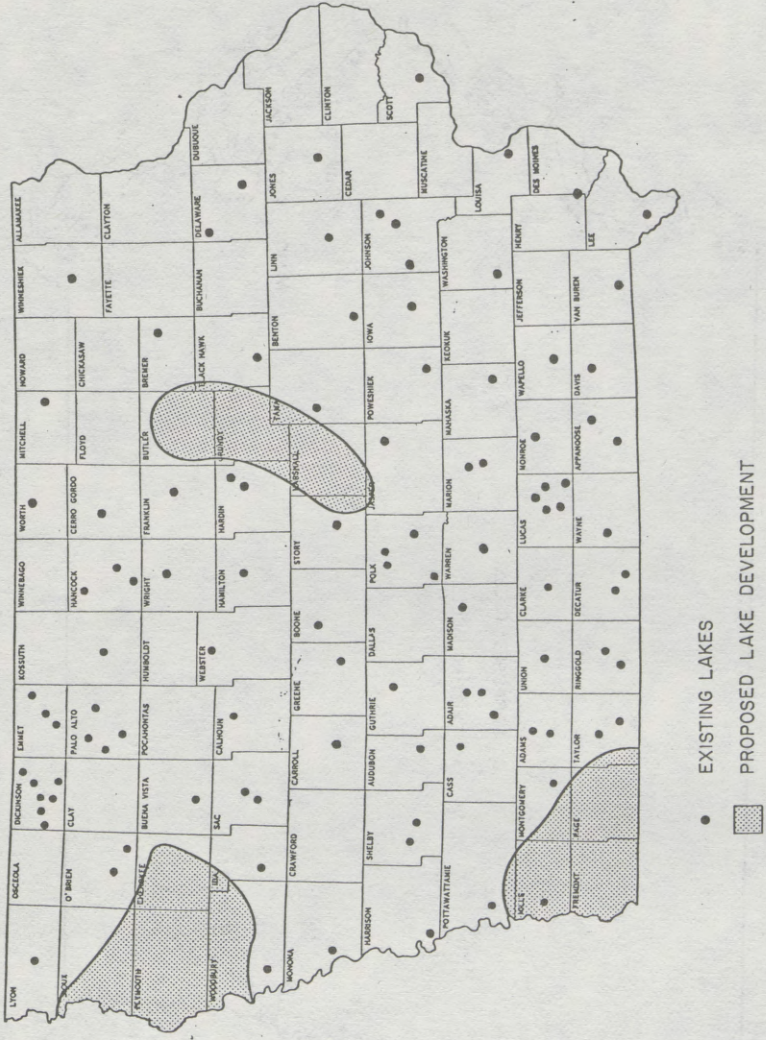 LYON
OSCEOLA
DICKINSON
EMMET
KOSSUTH
WINNEBAGO
WORTH
MITCHELL
HOWARD
WINNESHIEK
ALLAMAKEE
SIOUX
O'BRIEN
CLAY
PALO ALTO
HANCOCK
CERRO GORDO
FLOYD
CHICKASAW
FAYETTE
CLAYTON
PLYMOUTH
CHEROKEE
BUENA VISTA
POCAHONTAS
HUMBOLDT
WRIGHT
FRANKLIN
BUTLER
BREMER
WOODBURY
IDA
SAC
CALHOUN
WEBSTER
HAMILTON
HARDIN
GRUNDY
BLACK HAWK
BUCHANAN
DELAWARE
DUBUQUE
MONONA
CRAWFORD
CARROLL
GREENE
BOONE
STORY
MARSHALL
TAMA
BENTON
LINN
JONES
JACKSON
HARRISON
SHELBY
AUDUBON
GUTHRIE
DALLAS
POLK
JASPER
POWESHIEK
IOWA
JOHNSON
CEDAR
CLINTON
SCOTT
MUSCATINE
POTTAWATTAMIE
CASS
ADAIR
MADISON
WARREN
MARION
MAHASKA
KEOKUK
WASHINGTON
LOUISA
MILLS
MONTGOMERY
ADAMS
UNION
CLARKE
LUCAS
MONROE
WAPELLO
JEFFERSON
HENRY
DES MOINES
FREMONT
PAGE
TAYLOR
RINGGOLD
DECATUR
WAYNE
APPANOOSE
DAVIS
VAN BUREN
LEE
EXISTING LAKES
PROPOSED LAKE DEVELOPMENT